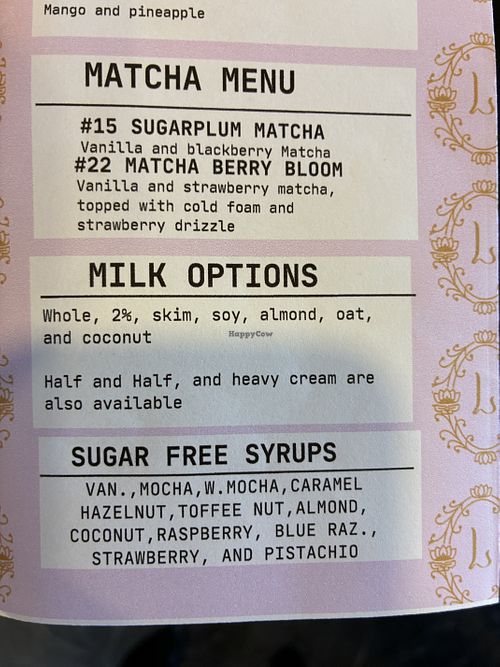 Mango and pineapple
MATCHA MENU
#15 SUGARPLUM MATCHA
Vanilla and blackberry Matcha
#22 MATCHA BERRY BLOOM
Vanilla and strawberry matcha,
topped with cold foam and
strawberry drizzle
MILK OPTIONS
Whole, 2%, skim, soy, almond, oat,
and coconut
HappyCow
Half and Half, and heavy cream are
also available
SUGAR FREE SYRUPS
VAN.,MOCHA,W.MOCHA,CARAMEL
HAZELNUT,TOFFEE NUT,ALMOND,
COCONUT,RASPBERRY, BLUE RAZ.,
STRAWBERRY, AND PISTACHIO